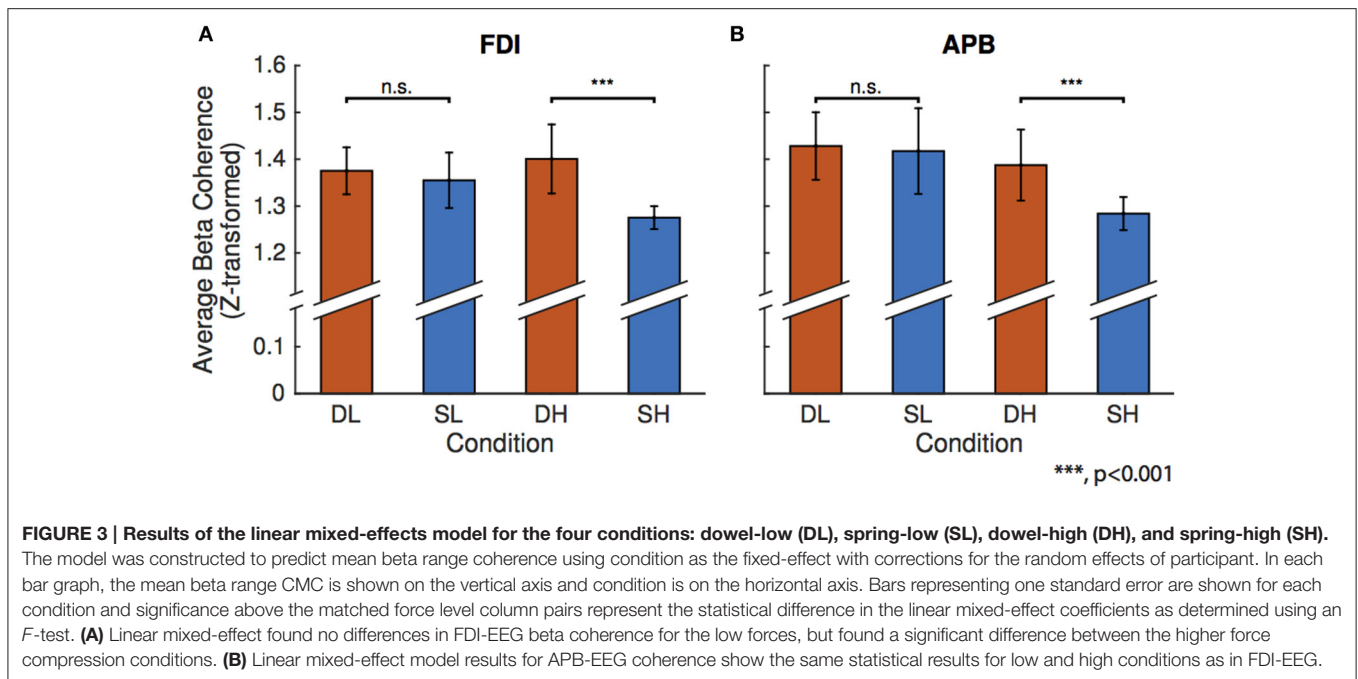 A
FDI
B
APB
Average Beta Coherence
(Z-transformed)
1.6
1.5
1.4
1.3
1.2
0.1
0
n.s.
***
n.s.
***
DL SL DH SH
Condition
DL SL DH SH
Condition
***, p<0.001
FIGURE 3 | Results of the linear mixed-effects model for the four conditions: dowel-low (DL), spring-low (SL), dowel-high (DH), and spring-high (SH).
The model was constructed to predict mean beta range coherence using condition as the fixed-effect with corrections for the random effects of participant. In each
bar graph, the mean beta range CMC is shown on the vertical axis and condition is on the horizontal axis. Bars representing one standard error are shown for each
condition and significance above the matched force level column pairs represent the statistical difference in the linear mixed-effect coefficients as determined using an
F-test. (A) Linear mixed-effect found no differences in FDI-EEG beta coherence for the low forces, but found a significant difference between the higher force
compression conditions. (B) Linear mixed-effect model results for APB-EEG coherence show the same statistical results for low and high conditions as in FDI-EEG.